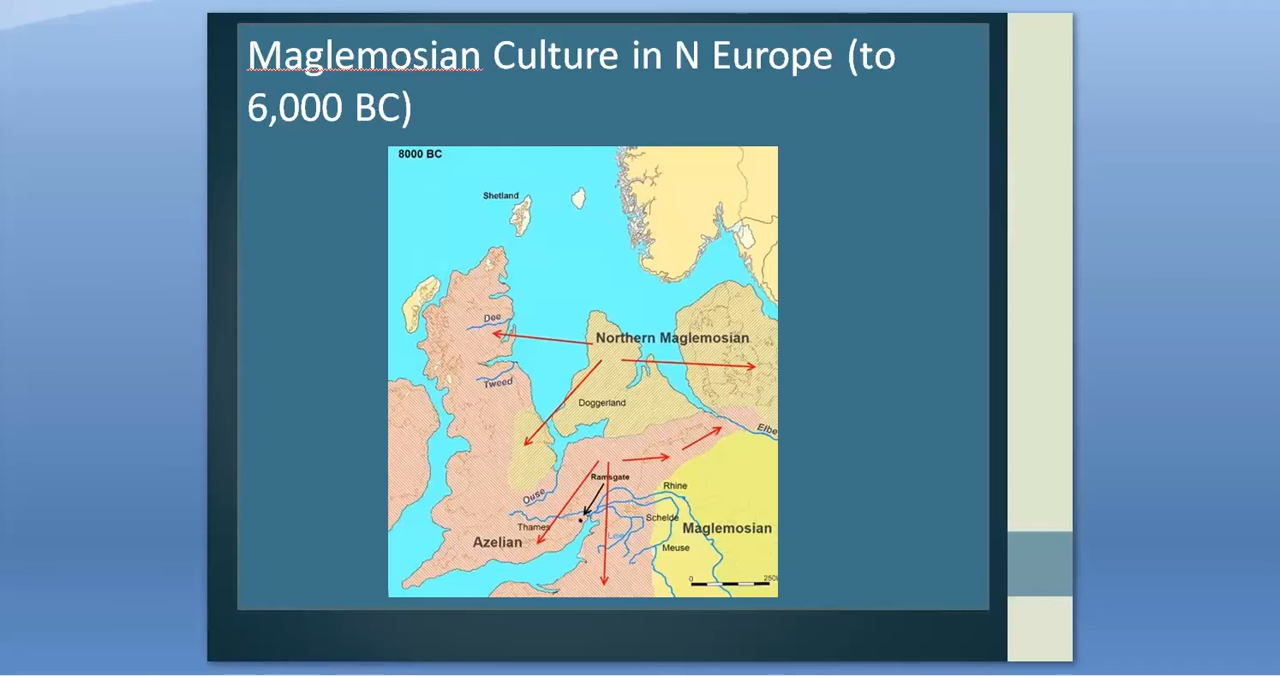 Maglemosian Culture in N Europe (to
6,000 BC)
8000 BC
Shetland
Dee
Northern Maglemosian
Tweed
Doggerland
Elbe
Ramsgate
Ouse
Rhine
Schelde
Thames
Maglemosian
Azelian
Meuse
0